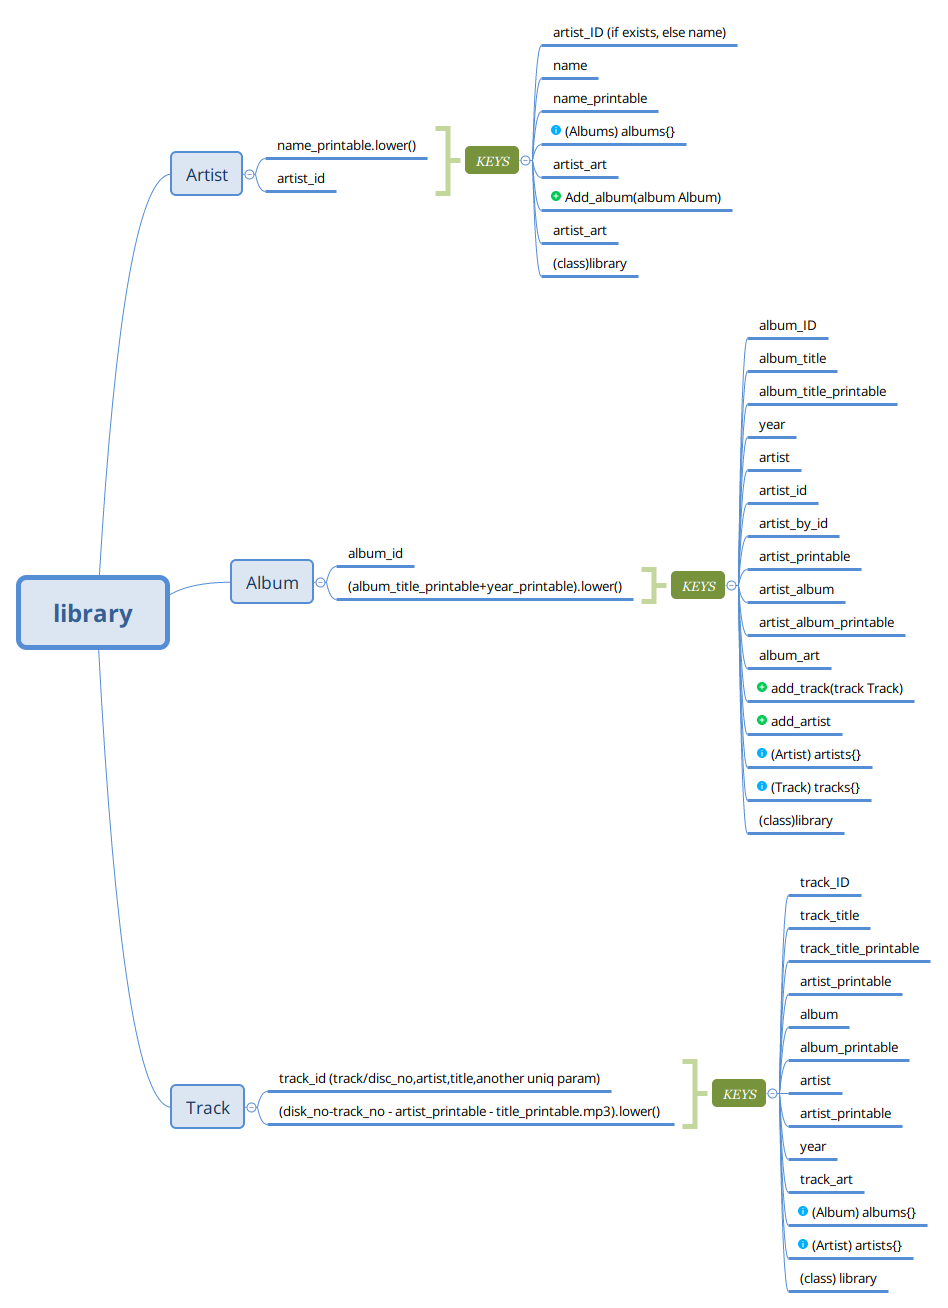 library
Artist
name_printable.lower()
artist_id
KEYS
artist_ID (if exists, else name)
name
name_printable
(Albums) albums{}
artist_art
Add_album(album Album)
artist_art
(class)library
Album
album_id
(album_title_printable+year_printable).lower()
KEYS
album_ID
album_title
album_title_printable
year
artist
artist_id
artist_by_id
artist_printable
artist_album
artist_album_printable
album_art
add_track(track Track)
add_artist
(Artist) artists{}
(Track) tracks{}
(class)library
Track
track_id (track/disc_no,artist,title,another uniq param)
(disk_no-track_no - artist_printable - title_printable.mp3).lower()
KEYS
track_ID
track_title
track_title_printable
artist_printable
album
album_printable
artist
artist_printable
year
track_art
(Album) albums{}
(Artist) artists{}
(class) library